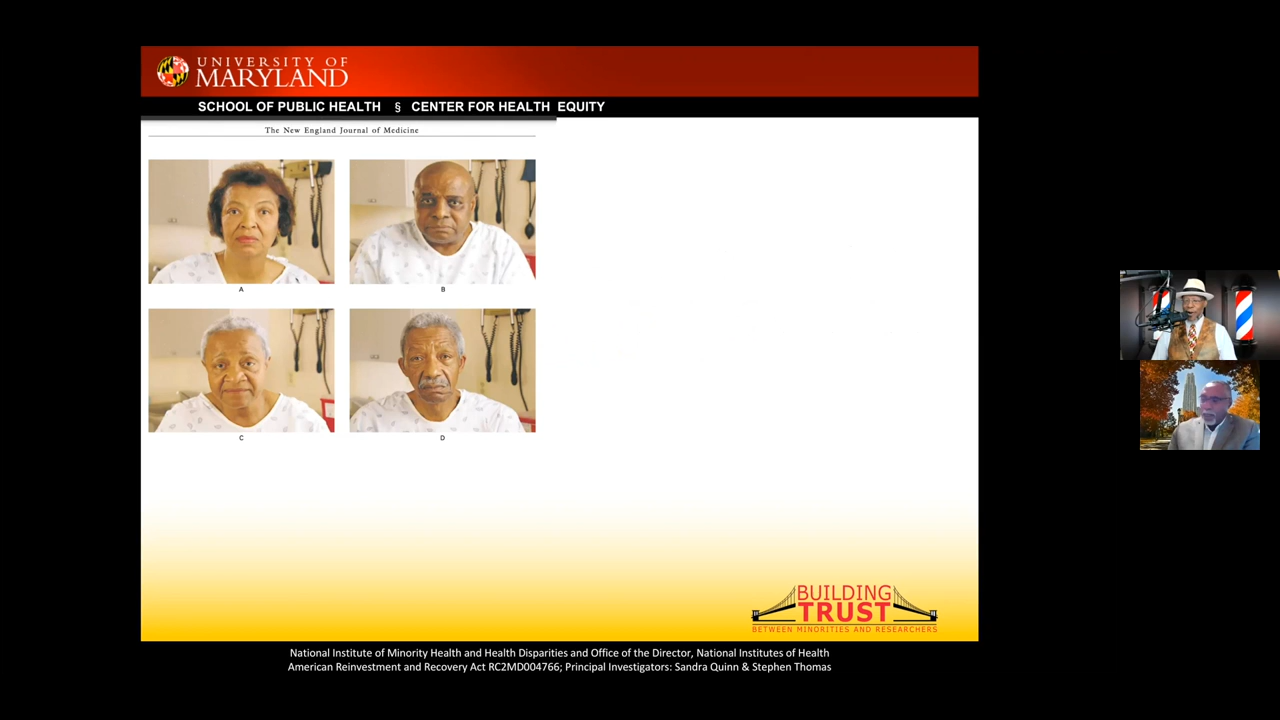 UNIVERSITY OF
MARYLAND
SCHOOL OF PUBLIC HEALTH § CENTER FOR HEALTH EQUITY
The New England Journal of Medicine
A
B
C
D
BUILDING
TRUST
BETWEEN MINORITIES AND RESEARCHERS
National Institute of Minority Health and Health Disparities and Office of the Director, National Institutes of Health
American Reinvestment and Recovery Act RC2MD004766; Principal Investigators: Sandra Quinn & Stephen Thomas